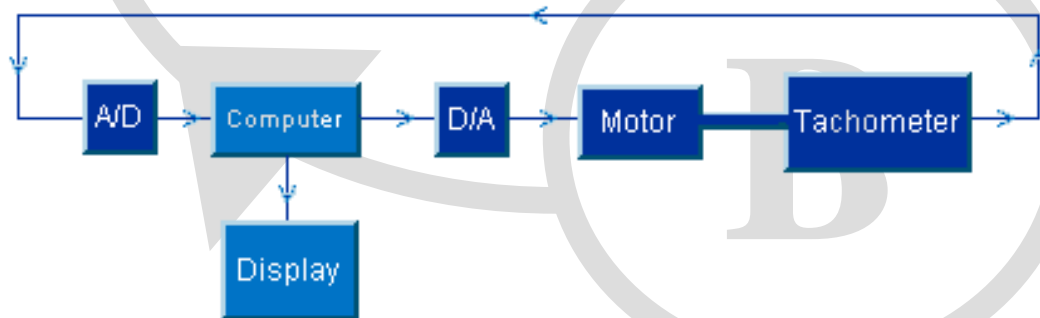 A/D
Computer
D/A
Motor
Tachometer
Display
B